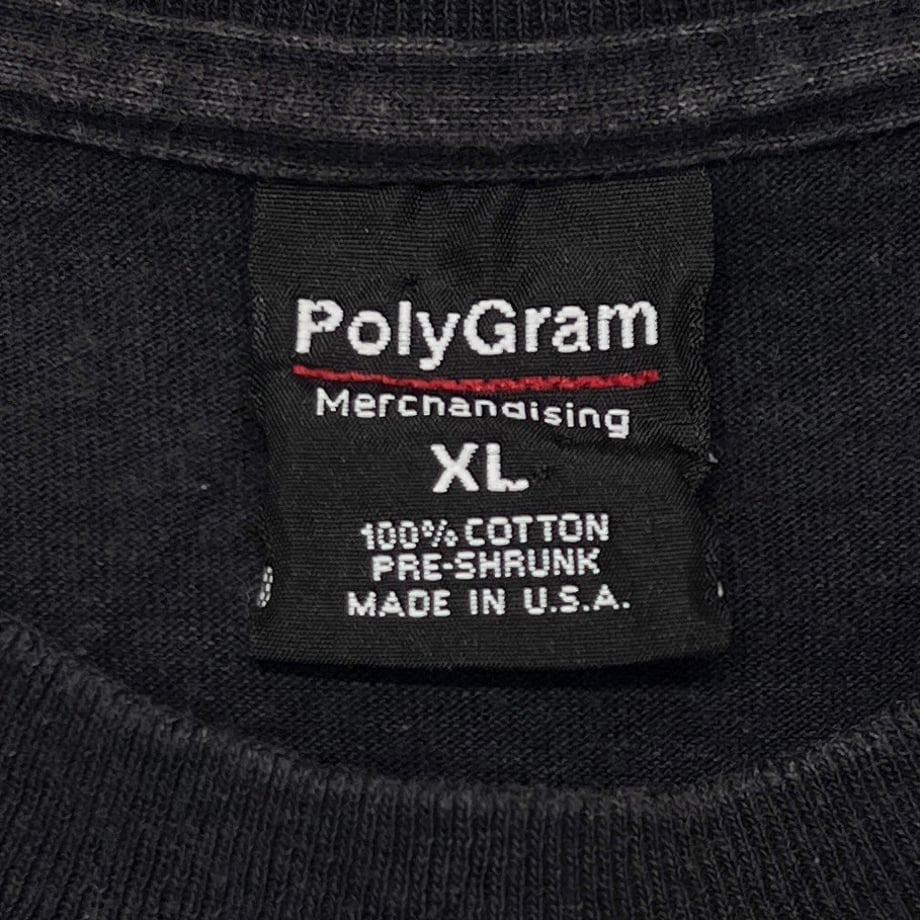 PolyGram
Merchandising
XL
100% COTTON
PRE-SHRUNK
MADE IN U.S.A.